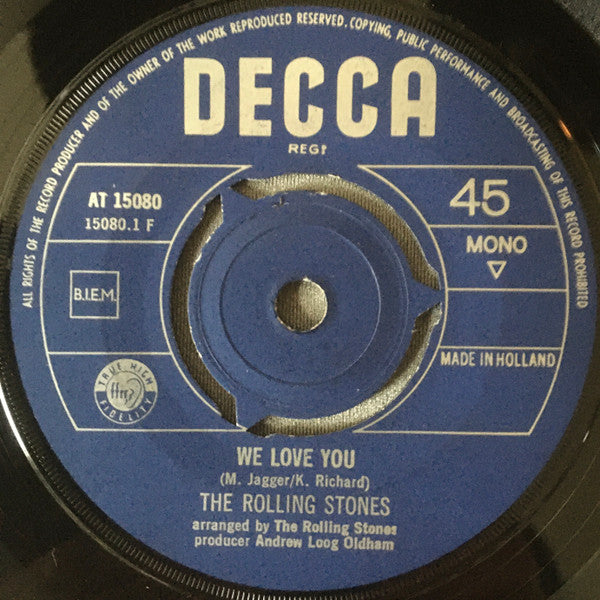 ALL RIGHTS OF THE RECORD PRODUCER AND OF THE OWNER OF THE WORK REPRODUCED RESERVED. COPYING, PUBLIC PERFORMANCE AND BROADCASTING OF THIS RECORD PROHIBITED
DECCA
REGD
AT 15080
15080.1 F
45
MONO
B.I.E.M.
MADE IN HOLLAND
TRUE HIGH
ffrr
FIDELITY
WE LOVE YOU
(M. Jagger/K. Richard)
THE ROLLING STONES
arranged by The Rolling Stones
producer Andrew Loog Oldham